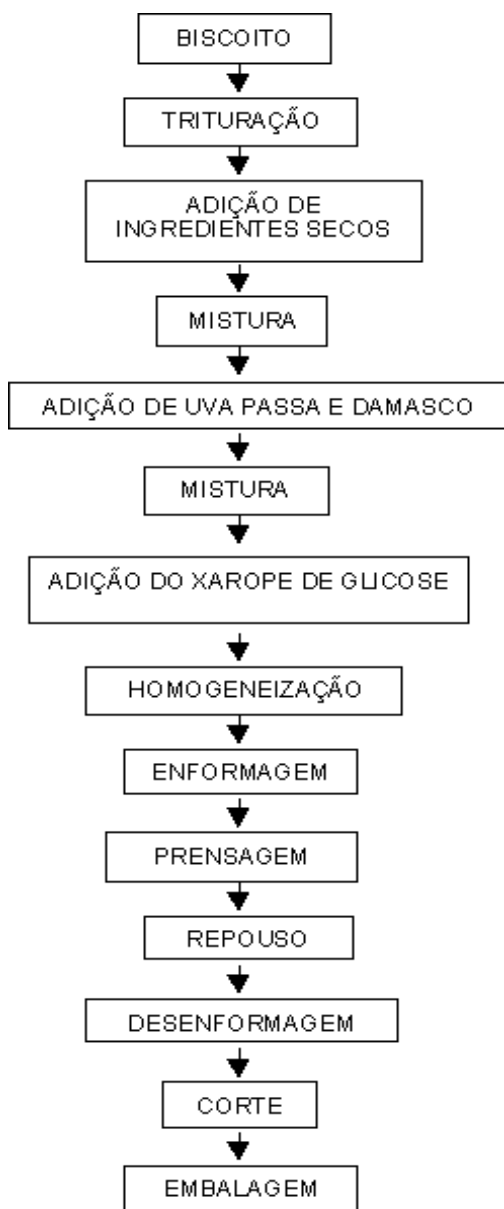 BISCOITO
TRITURAÇÃO
ADIÇÃO DE
INGREDIENTES SECOS
MISTURA
ADIÇÃO DE UVA PASSA E DAMASCO
MISTURA
ADIÇÃO DO XAROPE DE GLICOSE
HOMOGENEIZAÇÃO
ENFORMAGEM
PRENSAGEM
REPOUSO
DESENFORMAGEM
CORTE
EMBALAGEM